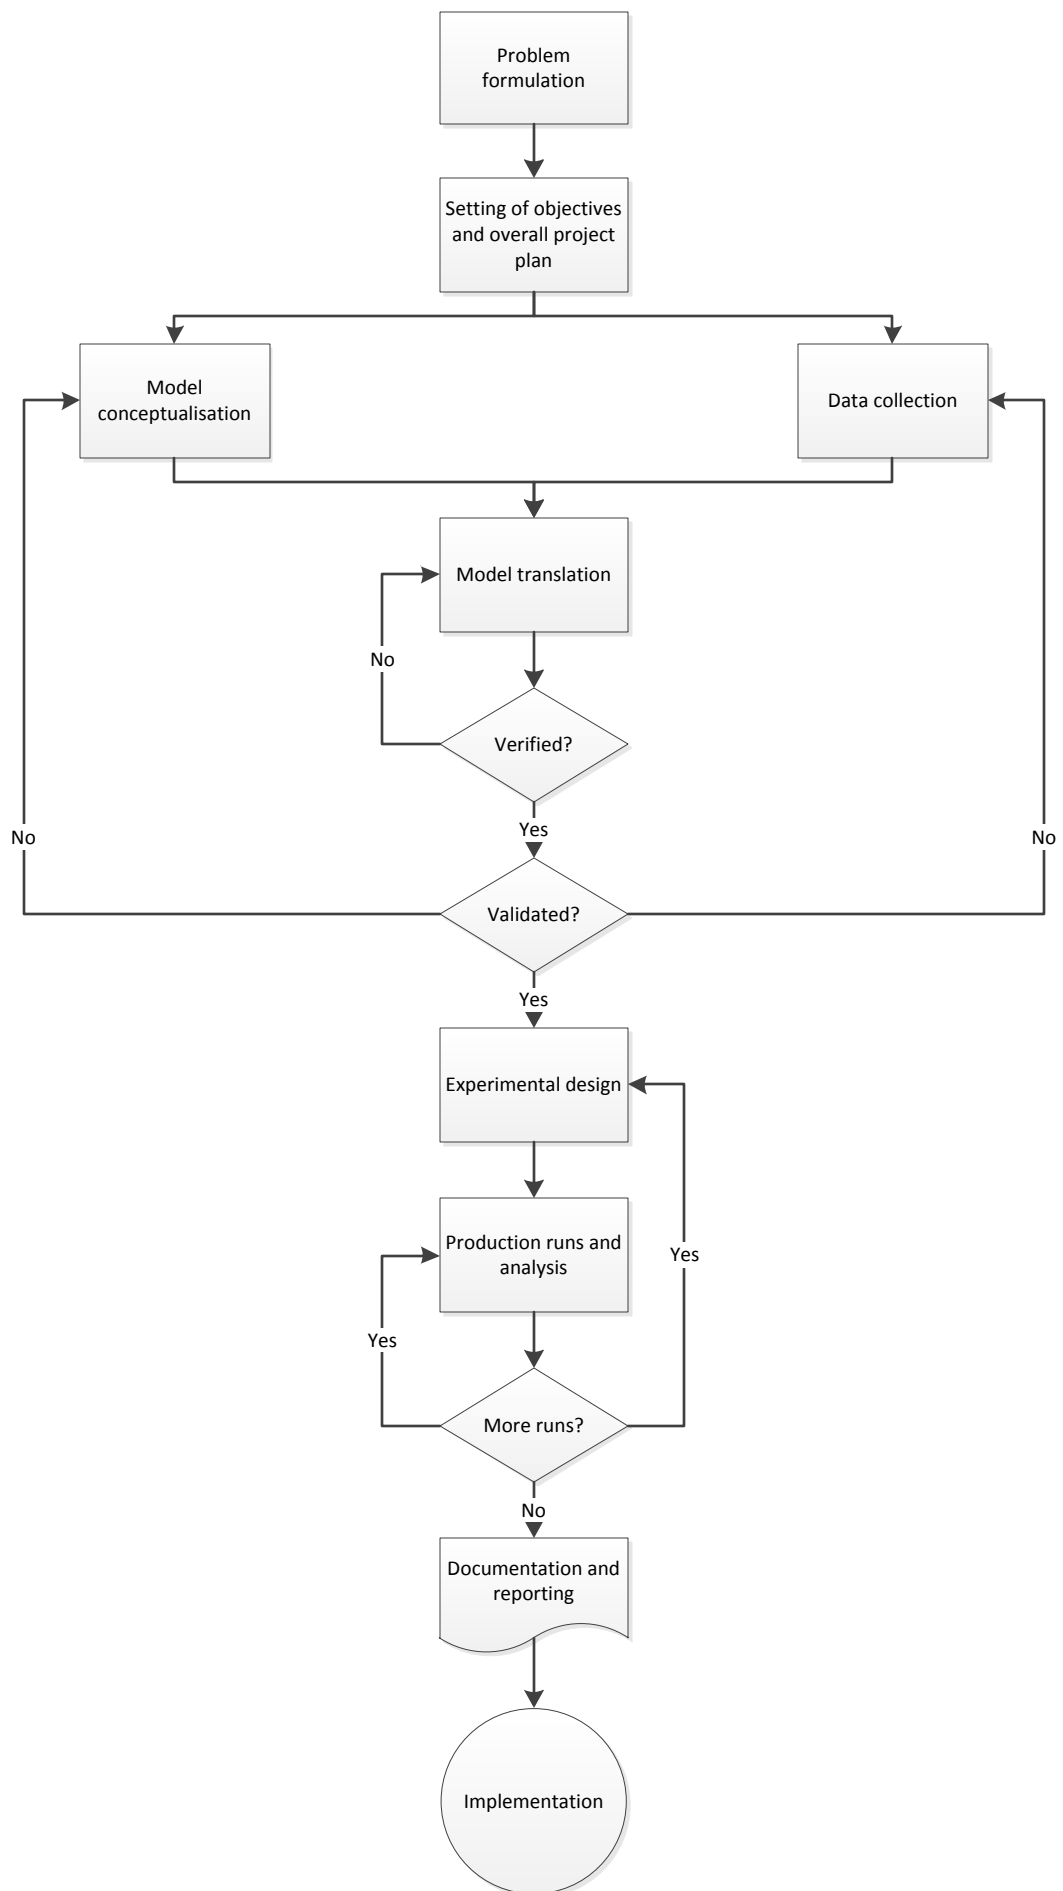 Problem
formulation
Setting of objectives
and overall project
plan
Model
conceptualisation
Data collection
Model translation
No
Verified?
Yes
No
No
Validated?
Yes
Experimental design
Production runs and
analysis
Yes
Yes
More runs?
No
Documentation and
reporting
Implementation